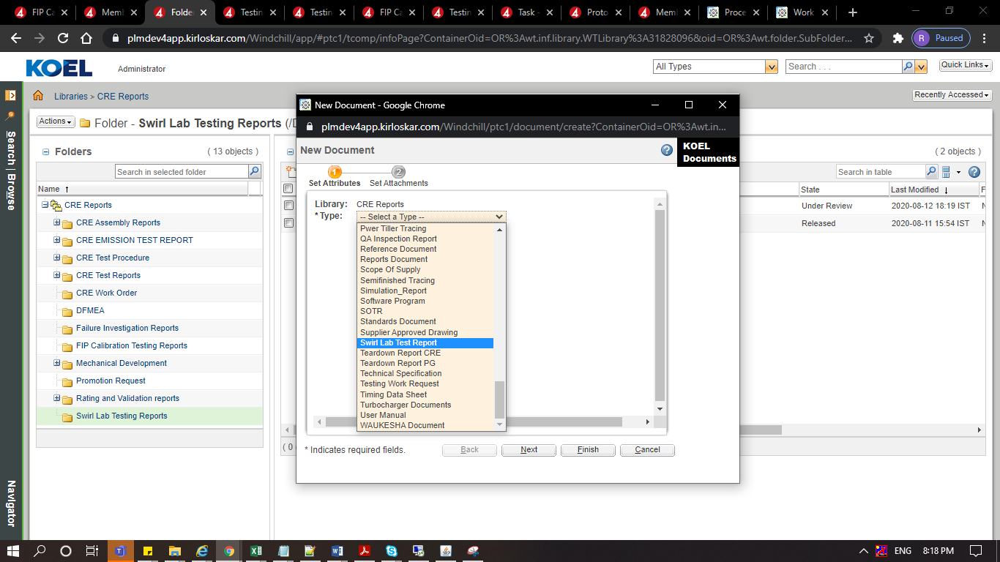 FIP Ca
Memb
Folde
Testin
Testin
FIP Ca
Testin
Task -
Proto
Memb
Proce
Work
plmdev4app.kirloskar.com/Windchill/app/#ptc1/tcomp/infoPage?ContainerOid=OR%3Awt.inf.library.WTLibrary%3A31828096&oid=OR%3Awt.folder.SubFolder...
R Paused
KOEL
Administrator
All Types
Search . . .
Quick Links
Libraries > CRE Reports
Recently Accessed
Search | Browse
Navigator
Actions
Folder - Swirl Lab Testing Reports (/D
Folders
( 13 objects )
Search in selected folder
Name
CRE Reports
CRE Assembly Reports
CRE EMISSION TEST REPORT
CRE Test Procedure
CRE Test Reports
CRE Work Order
DFMEA
Failure Investigation Reports
FIP Calibration Testing Reports
Mechanical Development
Promotion Request
Rating and Validation reports
Swirl Lab Testing Reports
( 2 objects )
Search in table
State
Last Modified
F
Under Review
2020-08-12 18:19 IST
N
Released
2020-08-11 15:54 IST
N
( 0
New Document - Google Chrome
plmdev4app.kirloskar.com/Windchill/ptc1/document/create?ContainerOid=OR%3Awt.in...
New Document
KOEL
Documents
1
2
Set Attributes
Set Attachments
Library: CRE Reports
*Type: -- Select a Type --
Pwer Tiller Tracing
QA Inspection Report
Reference Document
Reports Document
Scope Of Supply
Semifinished Tracing
Simulation_Report
Software Program
SOTR
Standards Document
Supplier Approved Drawing
Swirl Lab Test Report
Teardown Report CRE
Teardown Report PG
Technical Specification
Testing Work Request
Timing Data Sheet
Turbocharger Documents
User Manual
WAUKESHA Document
* Indicates required fields.
Back
Next
Finish
Cancel
ENG
8:18 PM